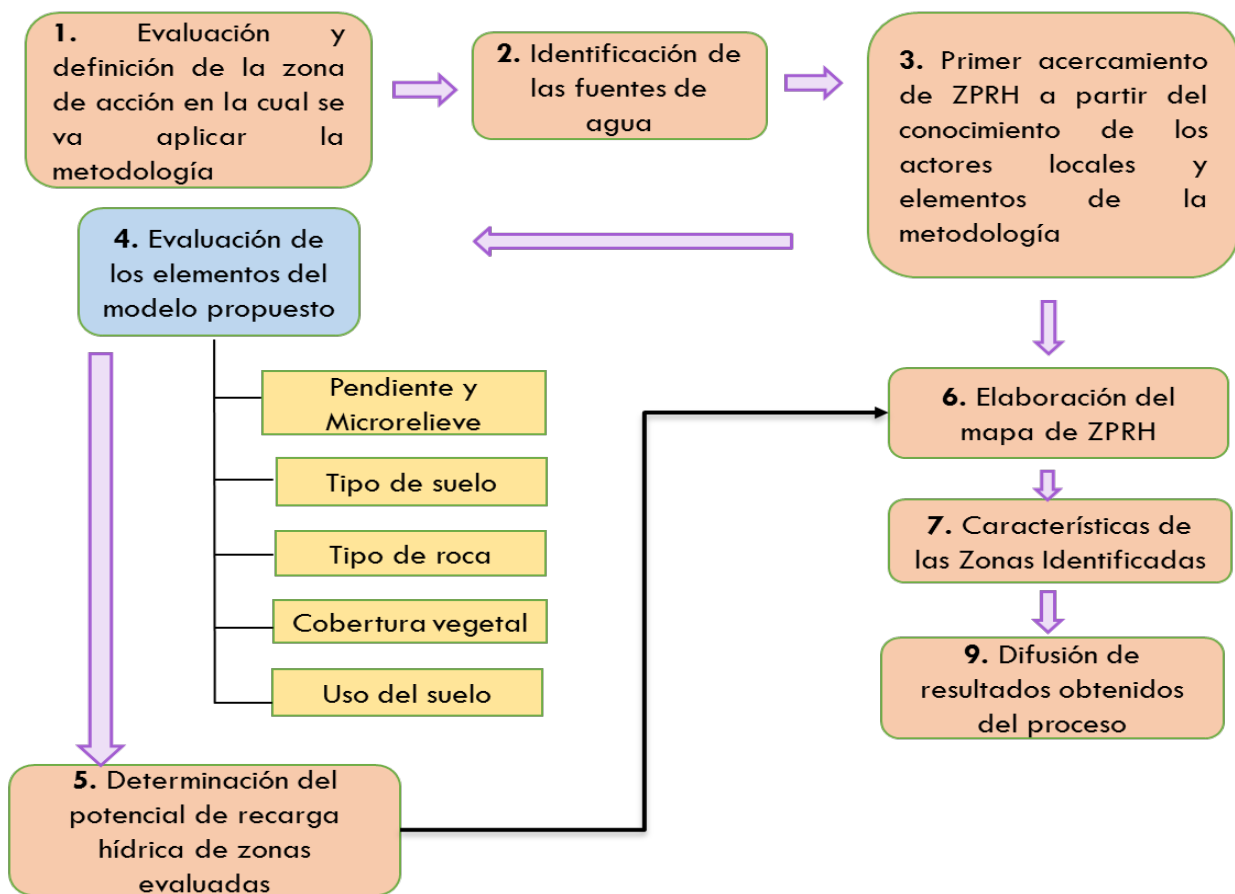 1. Evaluación y
definición de la zona
de acción en la cual se
va aplicar la
metodología
2. Identificación de
las fuentes de
agua
3. Primer acercamiento
de ZPRH a partir del
conocimiento de los
actores locales y
elementos de la
metodología
4. Evaluación de
los elementos del
modelo propuesto
Pendiente y
Microrelieve
Tipo de suelo
Tipo de roca
Cobertura vegetal
Uso del suelo
5. Determinación del
potencial de recarga
hídrica de zonas
evaluadas
6. Elaboración del
mapa de ZPRH
7. Características de
las Zonas Identificadas
9. Difusión de
resultados obtenidos
del proceso